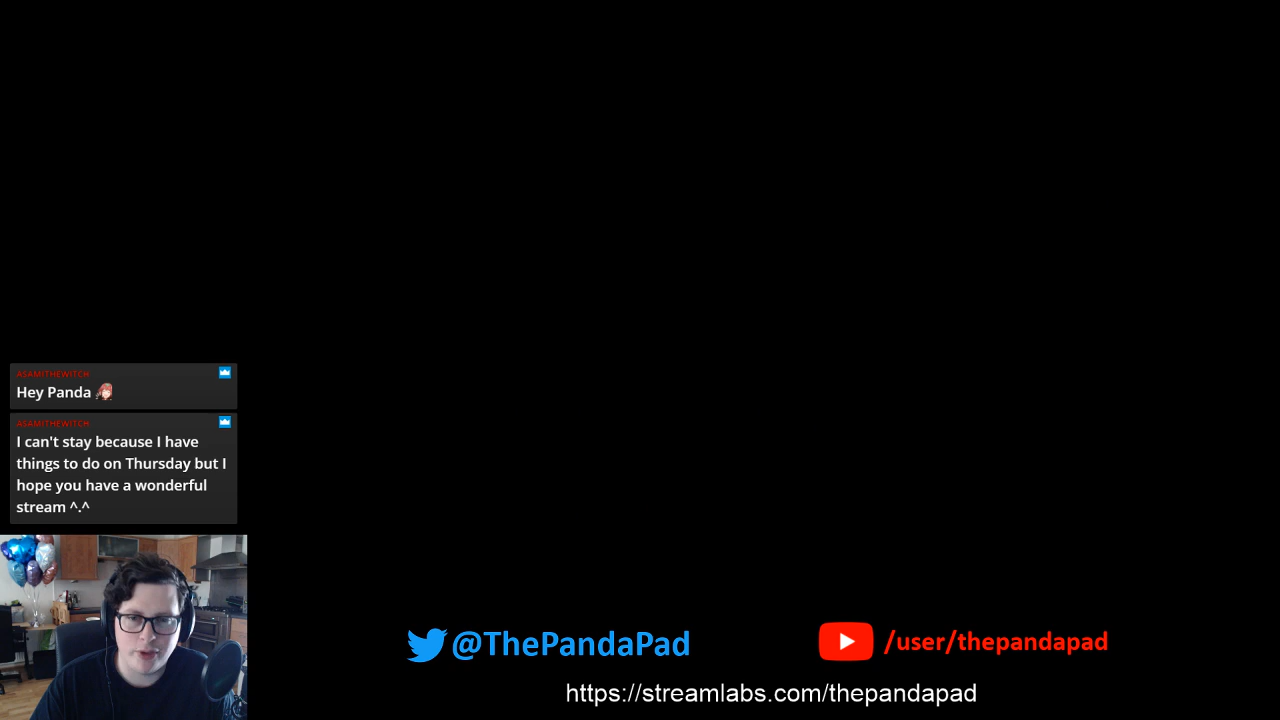 ASAMITHEWITCH
Hey Panda
ASAMITHEWITCH
I can't stay because I have
things to do on Thursday but I
hope you have a wonderful
stream ^.^
@ThePandaPad
/user/thepandapad
https://streamlabs.com/thepandapad